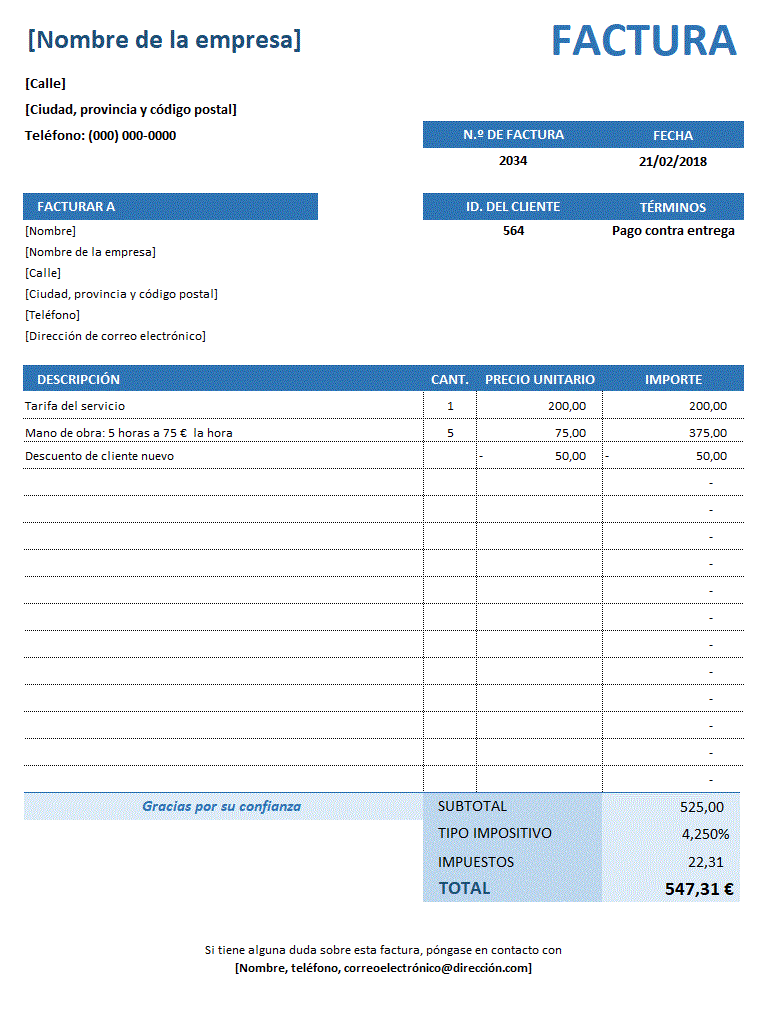 [Nombre de la empresa]
FACTURA
[Calle]
[Ciudad, provincia y código postal]
Teléfono: (000) 000-0000
N.º DE FACTURA FECHA
2034 21/02/2018
FACTURAR A
ID. DEL CLIENTE TÉRMINOS
564 Pago contra entrega
[Nombre]
[Nombre de la empresa]
[Calle]
[Ciudad, provincia y código postal]
[Teléfono]
[Dirección de correo electrónico]
DESCRIPCIÓN CANT. PRECIO UNITARIO IMPORTE
Tarifa del servicio 1 200,00 200,00
Mano de obra: 5 horas a 75 € la hora 5 75,00 375,00
Descuento de cliente nuevo - 50,00 - 50,00
-
-
-
-
-
-
-
-
-
-
-
-
Gracias por su confianza
SUBTOTAL 525,00
TIPO IMPOSITIVO 4,250%
IMPUESTOS 22,31
TOTAL 547,31 €
Si tiene alguna duda sobre esta factura, póngase en contacto con
[Nombre, teléfono, correoelectrónico@dirección.com]